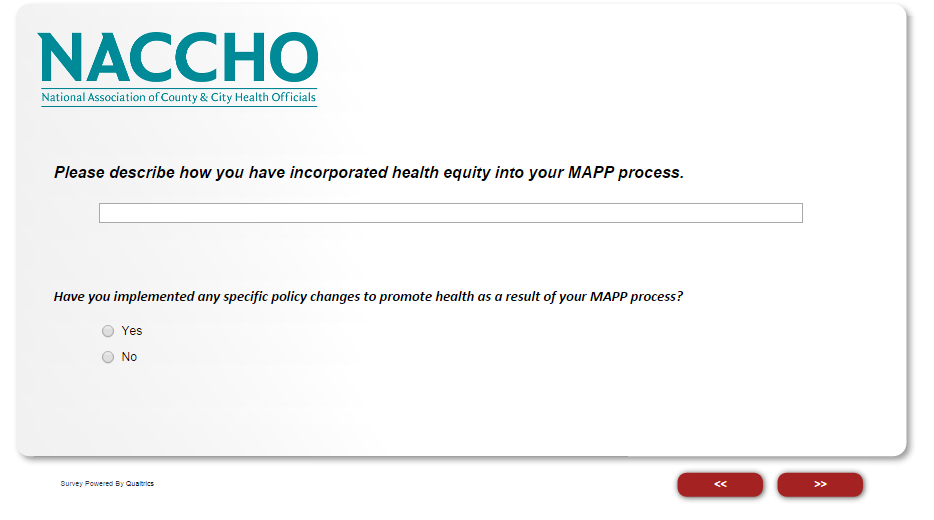 NACCHO
National Association of County & City Health Officials
Please describe how you have incorporated health equity into your MAPP process.
Have you implemented any specific policy changes to promote health as a result of your MAPP process?
Yes
No
Survey Powered By Qualtrics
<<
>>